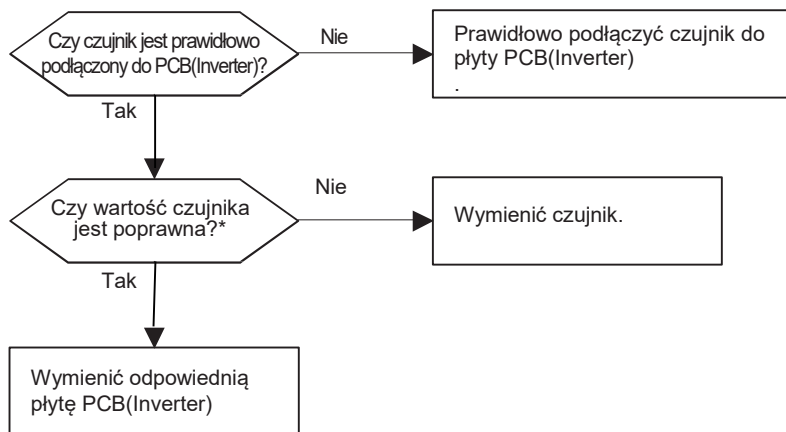 Czy czujnik jest prawidłowo
podłączony do PCB(Inverter)?
Nie
Prawidłowo podłączyć czujnik do
płyty PCB(Inverter)
.
Tak
Czy wartość czujnika
jest poprawna?*
Nie
Wymienić czujnik.
Tak
Wymienić odpowiednią
płytę PCB(Inverter)